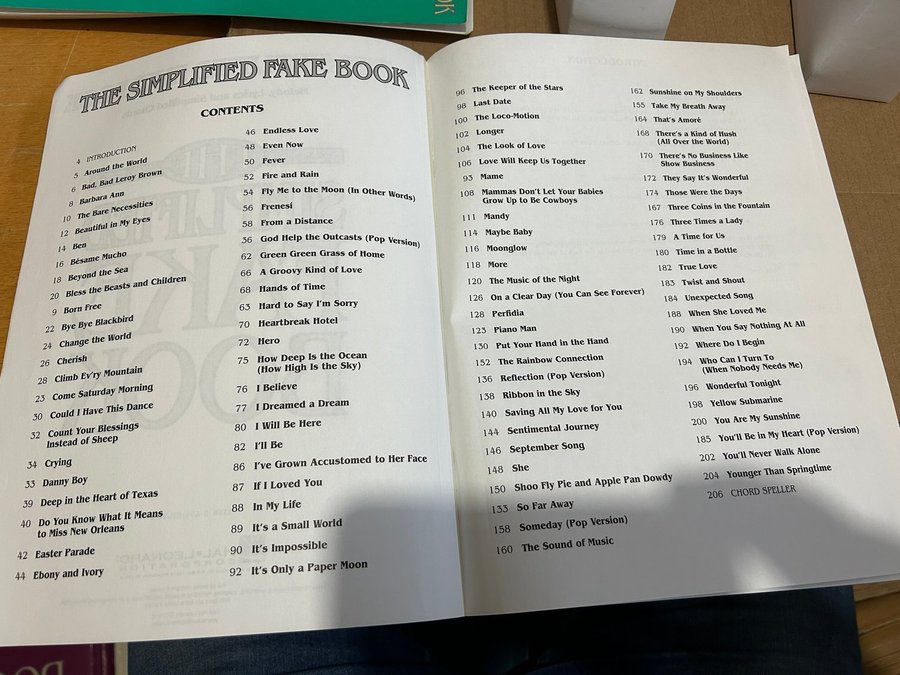 THE SIMPLIFIED FAKE BOOK
CONTENTS
4 INTRODUCTION
5 Around the World
6 Bad, Bad Leroy Brown
8 Barbara Ann
10 The Bare Necessities
12 Beautiful in My Eyes
14 Ben
16 Bésame Mucho
18 Beyond the Sea
20 Bless the Beasts and Children
9 Born Free
22 Bye Bye Blackbird
24 Change the World
26 Cherish
28 Climb Ev'ry Mountain
23 Come Saturday Morning
30 Could I Have This Dance
32 Count Your Blessings
Instead of Sheep
34 Crying
33 Danny Boy
39 Deep in the Heart of Texas
40 Do You Know What It Means
to Miss New Orleans
42 Easter Parade
44 Ebony and Ivory
46 Endless Love
48 Even Now
50 Fever
52 Fire and Rain
54 Fly Me to the Moon (In Other Words)
56 Frenesí
58 From a Distance
36 God Help the Outcasts (Pop Version)
62 Green Green Grass of Home
66 A Groovy Kind of Love
68 Hands of Time
63 Hard to Say I'm Sorry
70 Heartbreak Hotel
72 Hero
75 How Deep Is the Ocean
(How High Is the Sky)
76 I Believe
77 I Dreamed a Dream
80 I Will Be Here
82 I'll Be
86 I've Grown Accustomed to Her Face
87 If I Loved You
88 In My Life
89 It's a Small World
90 It's Impossible
92 It's Only a Paper Moon
96 The Keeper of the Stars
98 Last Date
100 The Loco-Motion
102 Longer
104 The Look of Love
106 Love Will Keep Us Together
93 Mame
108 Mammas Don't Let Your Babies
Grow Up to Be Cowboys
111 Mandy
114 Maybe Baby
116 Moonglow
118 More
120 The Music of the Night
126 On a Clear Day (You Can See Forever)
128 Perfidia
123 Piano Man
130 Put Your Hand in the Hand
152 The Rainbow Connection
136 Reflection (Pop Version)
138 Ribbon in the Sky
140 Saving All My Love for You
144 Sentimental Journey
146 September Song
148 She
150 Shoo Fly Pie and Apple Pan Dowdy
133 So Far Away
158 Someday (Pop Version)
160 The Sound of Music
162 Sunshine on My Shoulders
155 Take My Breath Away
164 That's Amoré
168 There's a Kind of Hush
(All Over the World)
170 There's No Business Like
Show Business
172 They Say It's Wonderful
174 Those Were the Days
167 Three Coins in the Fountain
176 Three Times a Lady
179 A Time for Us
180 Time in a Bottle
182 True Love
183 Twist and Shout
184 Unexpected Song
188 When She Loved Me
190 When You Say Nothing At All
192 Where Do I Begin
194 Who Can I Turn To
(When Nobody Needs Me)
196 Wonderful Tonight
198 Yellow Submarine
200 You Are My Sunshine
185 You'll Be in My Heart (Pop Version)
202 You'll Never Walk Alone
204 Younger Than Springtime
206 CHORD SPELLER